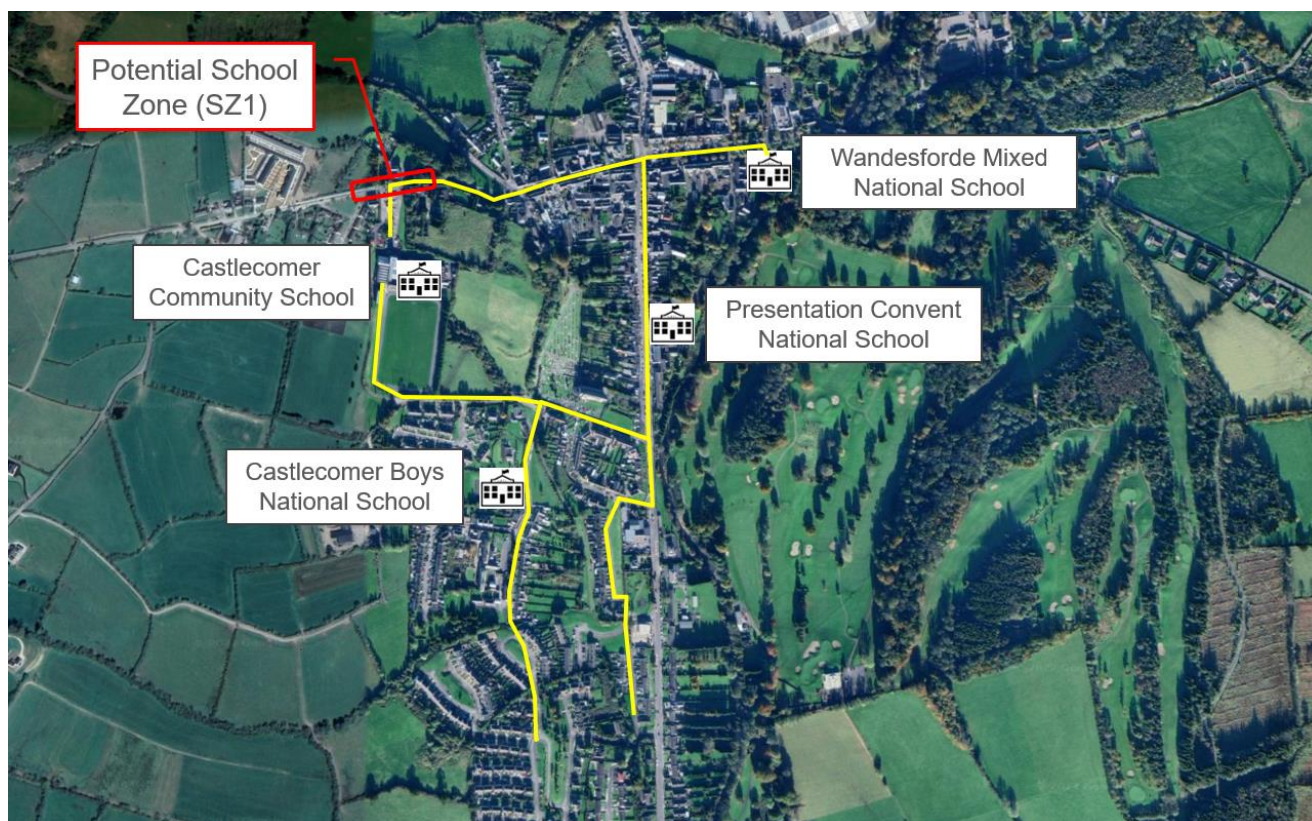 Potential School
Zone (SZ1)
Wandesforde Mixed
National School
Castlecomer
Community School
Presentation Convent
National School
Castlecomer Boys
National School